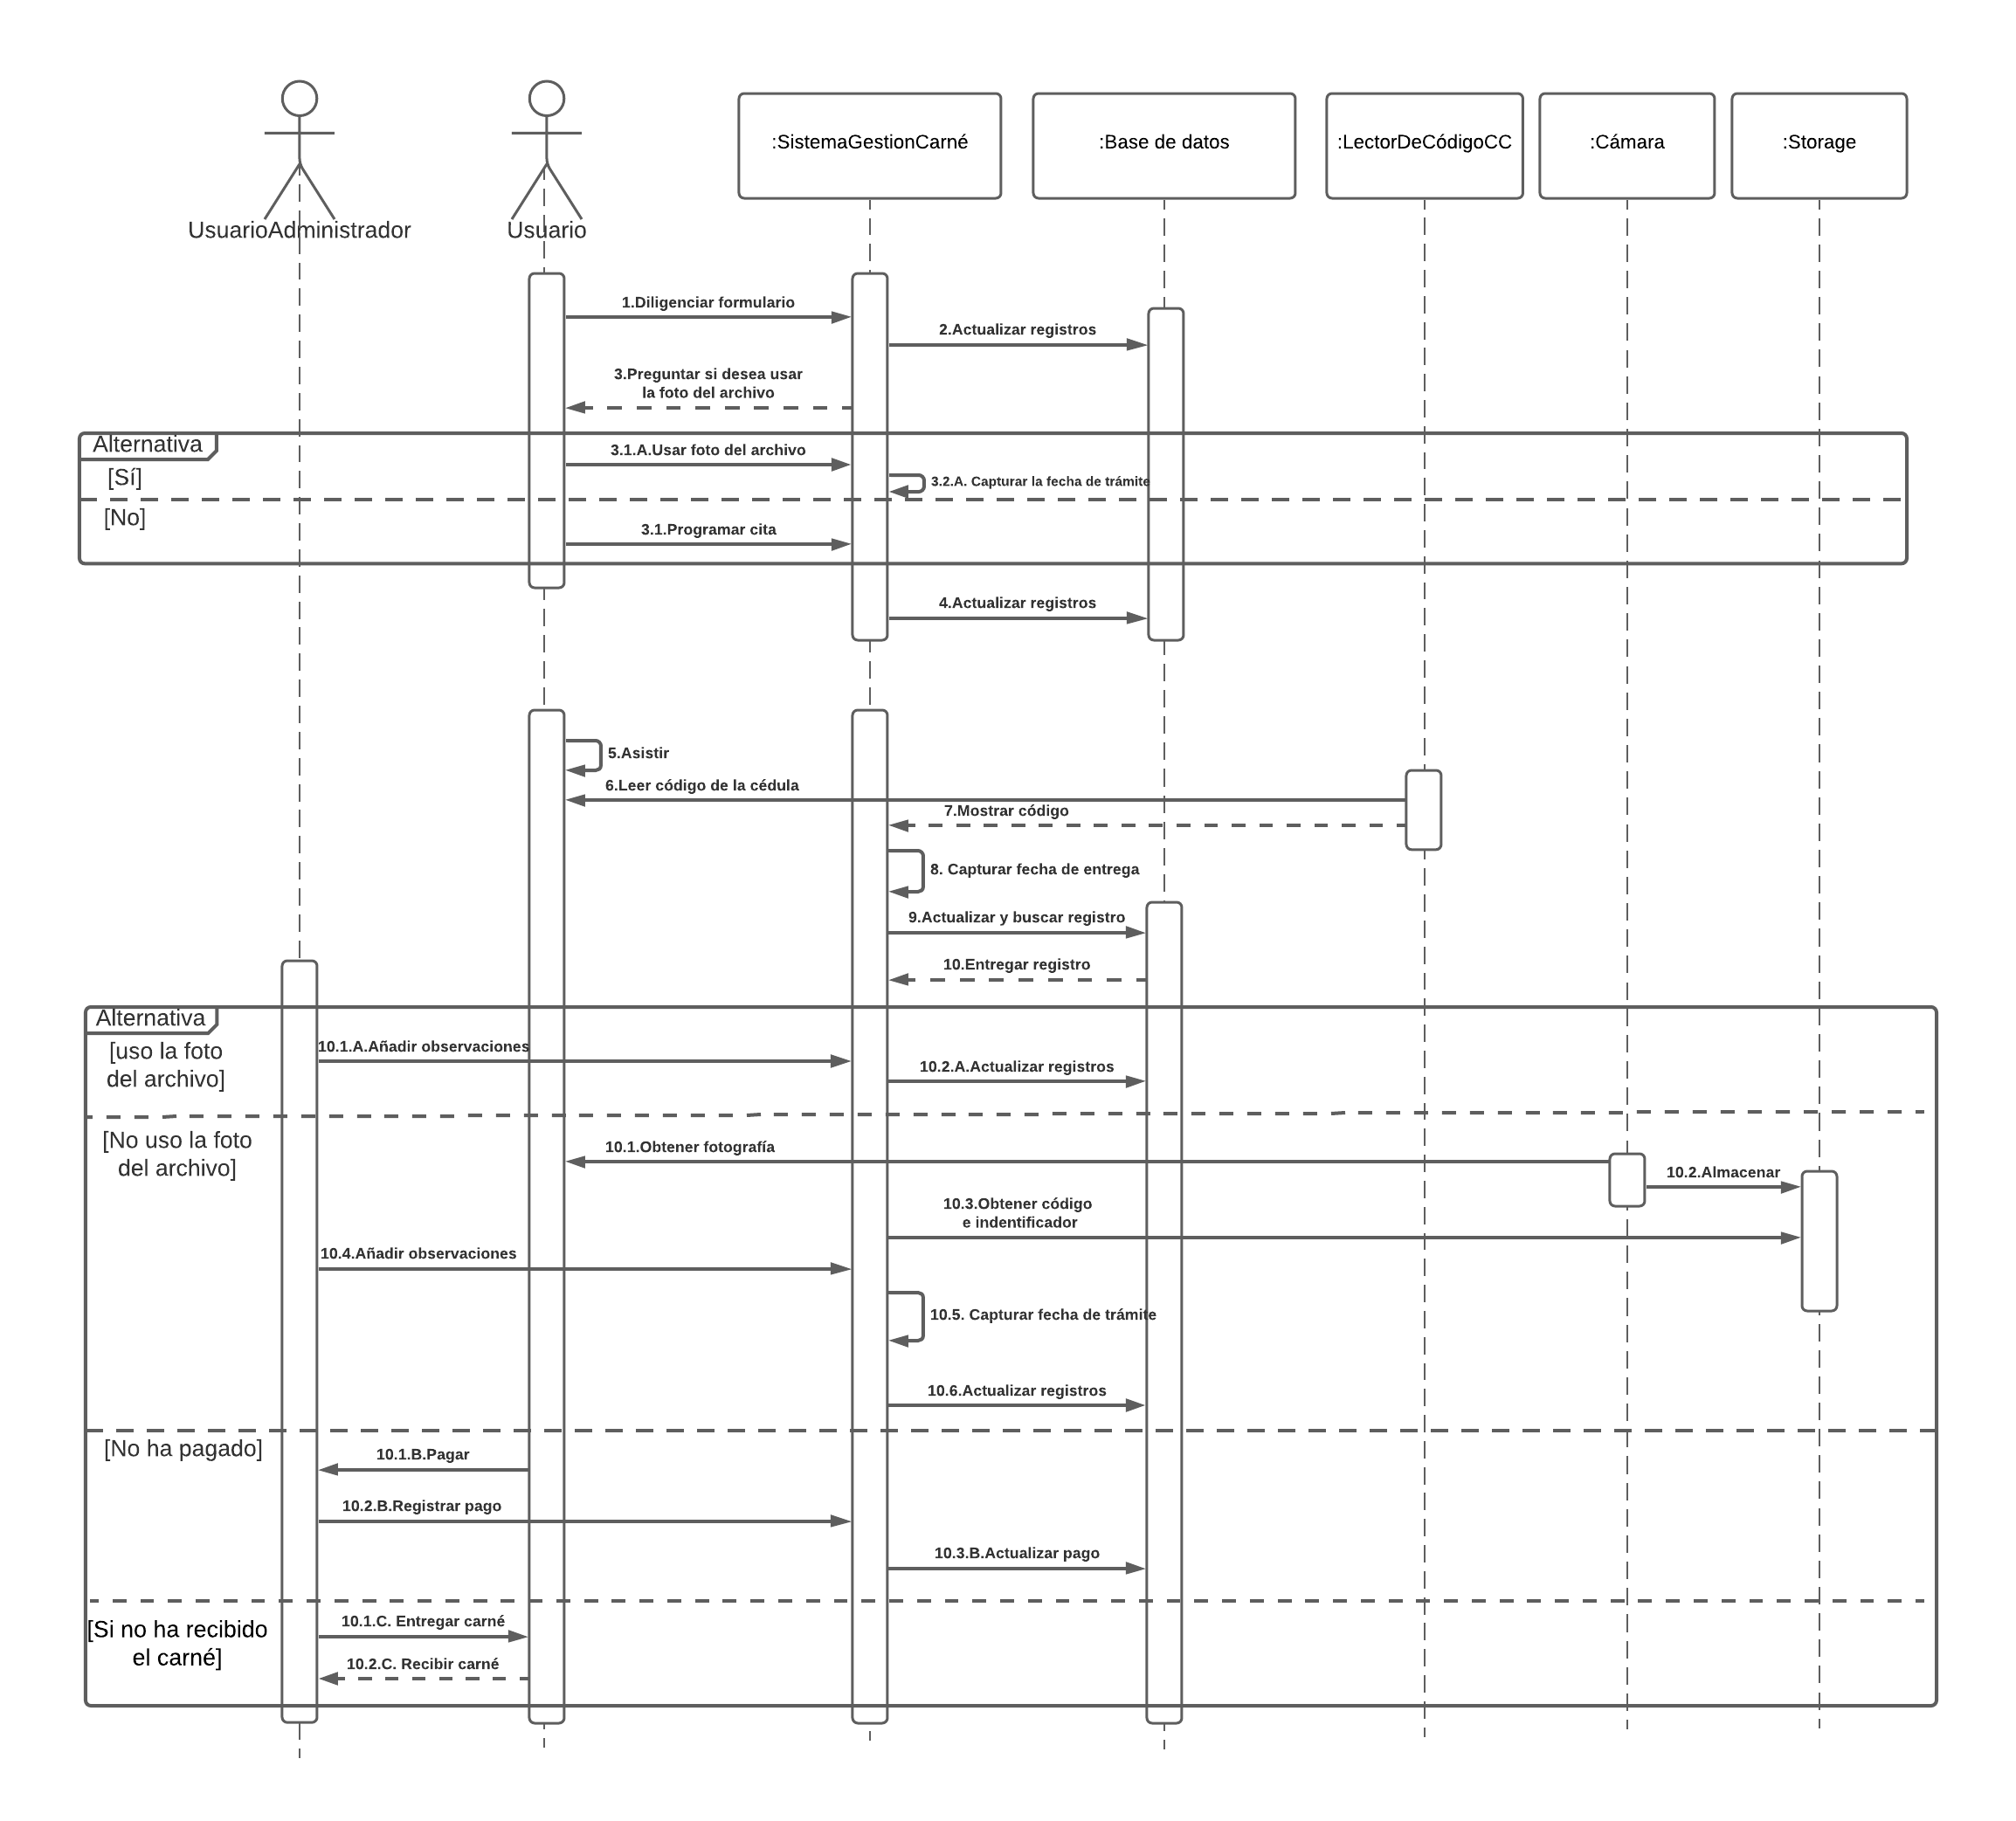 UsuarioAdministrador
Usuario
:SistemaGestionCarné
:Base de datos
:LectorDeCódigoCC
:Cámara
:Storage
1.Diligenciar formulario
2.Actualizar registros
3.Preguntar si desea usar
la foto del archivo
Alternativa
[Sí]
3.1.A.Usar foto del archivo
3.2.A. Capturar la fecha de trámite
[No]
3.1.Programar cita
4.Actualizar registros
5.Asistir
6.Leer código de la cédula
7.Mostrar código
8. Capturar fecha de entrega
9.Actualizar y buscar registro
10.Entregar registro
Alternativa
[uso la foto
del archivo]
10.1.A.Añadir observaciones
10.2.A.Actualizar registros
[No uso la foto
del archivo]
10.1.Obtener fotografía
10.2.Almacenar
10.3.Obtener código
e indentificador
10.4.Añadir observaciones
10.5. Capturar fecha de trámite
10.6.Actualizar registros
[No ha pagado]
10.1.B.Pagar
10.2.B.Registrar pago
10.3.B.Actualizar pago
[Si no ha recibido
el carné]
10.1.C. Entregar carné
10.2.C. Recibir carné